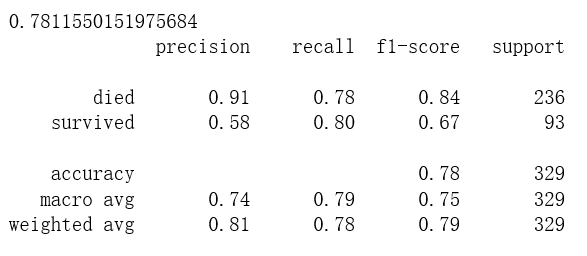 0.7811550151975684
precision recall f1-score support
died 0.91 0.78 0.84 236
survived 0.58 0.80 0.67 93
accuracy 0.78 329
macro avg 0.74 0.79 0.75 329
weighted avg 0.81 0.78 0.79 329